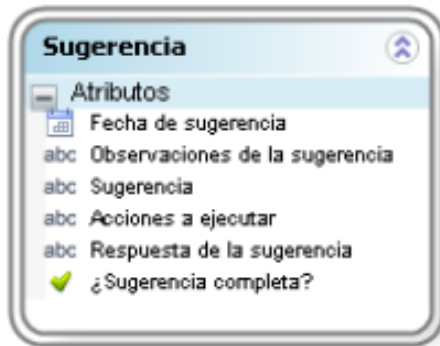 Sugerencia
Atributos
Fecha de sugerencia
abc Observaciones de la sugerencia
abc Sugerencia
abc Acciones a ejecutar
abc Respuesta de la sugerencia
¿Sugerencia completa?